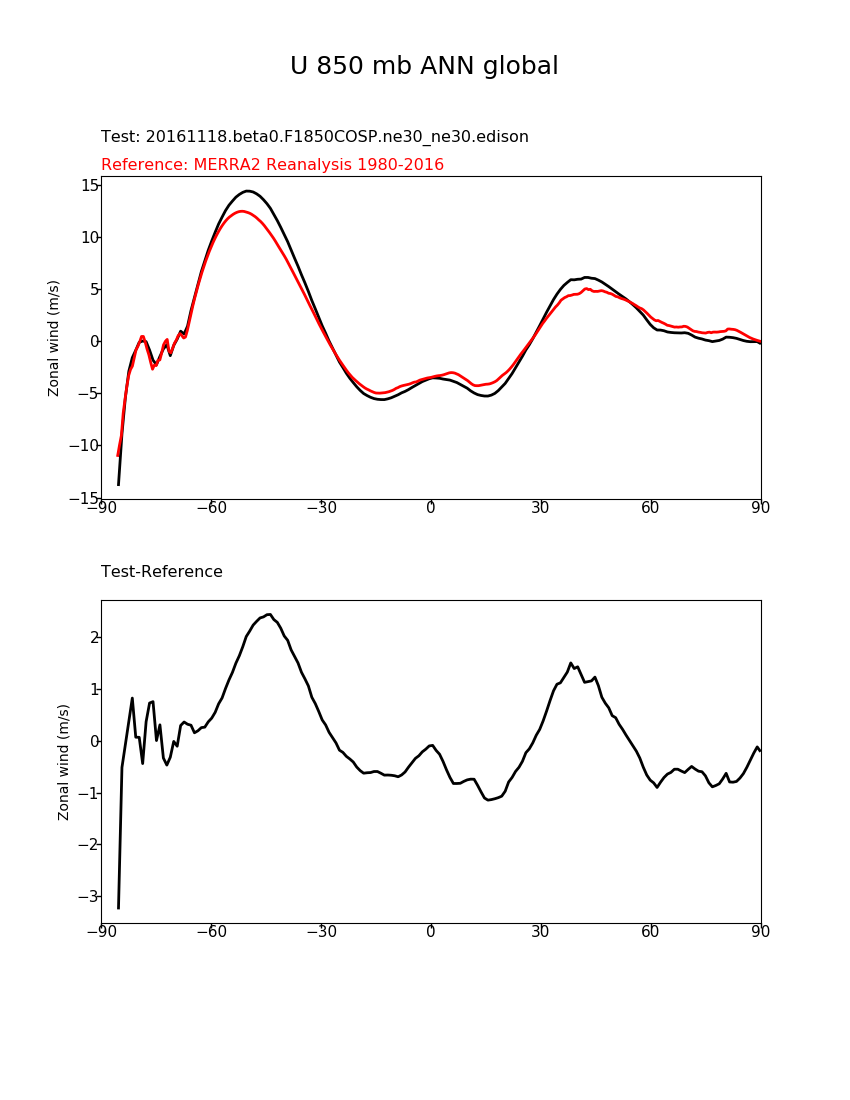 U 850 mb ANN global
Test: 20161118.beta0.F1850COSP.ne30_ne30.edison
Reference: MERRA2 Reanalysis 1980-2016
15
10
5
0
−5
−10
−15
Zonal wind (m/s)
−90 −60 −30 0 30 60 90
Test-Reference
2
1
0
−1
−2
−3
Zonal wind (m/s)
−90 −60 −30 0 30 60 90